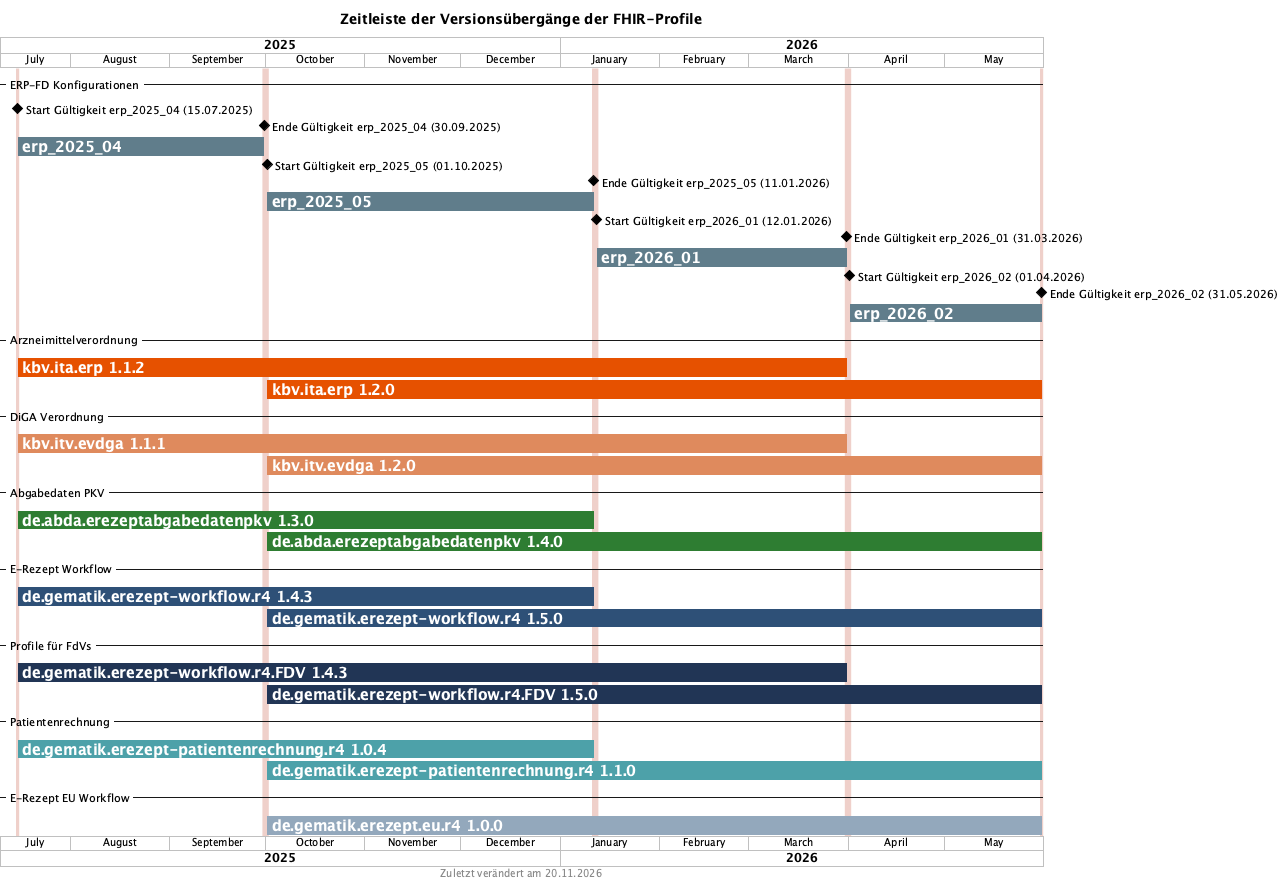 Zeitleiste der Versionsübergänge der FHIR-Profile
2025 2026
July August September October November December January February March April May
ERP-FD Konfigurationen
Start Gültigkeit erp_2025_04 (15.07.2025)
Ende Gültigkeit erp_2025_04 (30.09.2025)
erp_2025_04
Start Gültigkeit erp_2025_05 (01.10.2025)
Ende Gültigkeit erp_2025_05 (11.01.2026)
erp_2025_05
Start Gültigkeit erp_2026_01 (12.01.2026)
Ende Gültigkeit erp_2026_01 (31.03.2026)
erp_2026_01
Start Gültigkeit erp_2026_02 (01.04.2026)
Ende Gültigkeit erp_2026_02 (31.05.2026)
erp_2026_02
Arzneimittelverordnung
kbv.ita.erp 1.1.2
kbv.ita.erp 1.2.0
DiGA Verordnung
kbv.itv.evdga 1.1.1
kbv.itv.evdga 1.2.0
Abgabedaten PKV
de.abda.erezeptabgabedatenpkv 1.3.0
de.abda.erezeptabgabedatenpkv 1.4.0
E-Rezept Workflow
de.gematik.erezept-workflow.r4 1.4.3
de.gematik.erezept-workflow.r4 1.5.0
Profile für FdVs
de.gematik.erezept-workflow.r4.FDV 1.4.3
de.gematik.erezept-workflow.r4.FDV 1.5.0
Patientenrechnung
de.gematik.erezept-patientenrechnung.r4 1.0.4
de.gematik.erezept-patientenrechnung.r4 1.1.0
E-Rezept EU Workflow
de.gematik.erezept.eu.r4 1.0.0
July August September October November December January February March April May
2025 2026
Zuletzt verändert am 20.11.2026